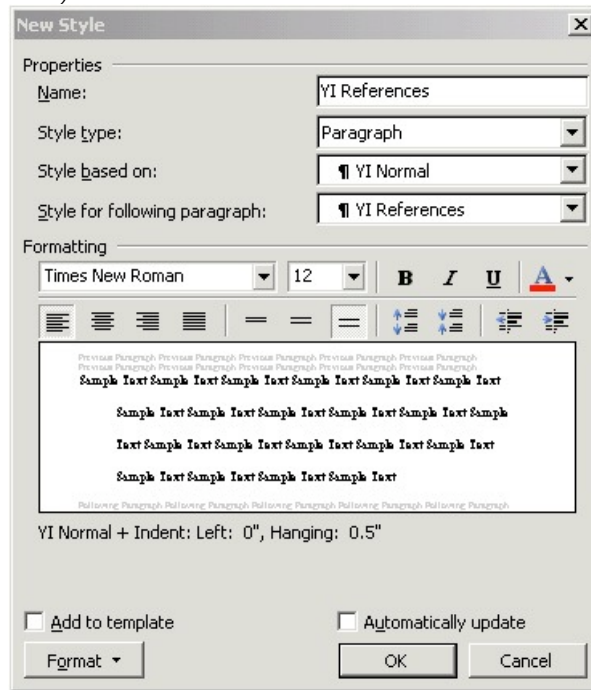 New Style
Properties
Name: YI References
Style type: Paragraph
Style based on: ¶ YI Normal
Style for following paragraph: ¶ YI References
Formatting
Times New Roman 12 B I U A
Previous Paragraph Previous Paragraph Previous Paragraph Previous Paragraph Previous Paragraph
Previous Paragraph Previous Paragraph Previous Paragraph Previous Paragraph Previous Paragraph
Sample Text Sample Text Sample Text Sample Text Sample Text Sample Text
Sample Text Sample Text Sample Text Sample Text Sample
Text Sample Text Sample Text Sample Text Sample Text
Sample Text Sample Text Sample Text Sample Text
Following Paragraph Following Paragraph Following Paragraph Following Paragraph Following Paragraph
YI Normal + Indent: Left: 0", Hanging: 0.5"
Add to template Automatically update
Format OK Cancel